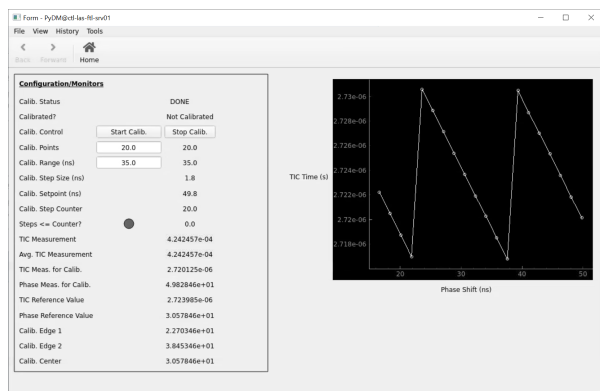 Form - PyDM@ctl-las-ftl-srv01
File View History Tools
Back Forward Home
Configuration/Monitors
Calib. Status DONE
Calibrated? Not Calibrated
Calib. Control Start Calib. Stop Calib.
Calib. Points 20.0 20.0
Calib. Range (ns) 35.0 35.0
Calib. Step Size (ns) 1.8
Calib. Setpoint (ns) 49.8
Calib. Step Counter 20.0
Steps <= Counter? 0.0
TIC Measurement 4.242457e-04
Avg. TIC Measurement 4.242457e-04
TIC Meas. for Calib. 2.720125e-06
Phase Meas. for Calib. 4.982846e+01
TIC Reference Value 2.723985e-06
Phase Reference Value 3.057846e+01
Calib. Edge 1 2.270346e+01
Calib. Edge 2 3.845346e+01
Calib. Center 3.057846e+01
2.73e-06
2.728e-06
2.726e-06
2.724e-06
2.722e-06
2.72e-06
2.718e-06
TIC Time (s)
20 30 40 50
Phase Shift (ns)